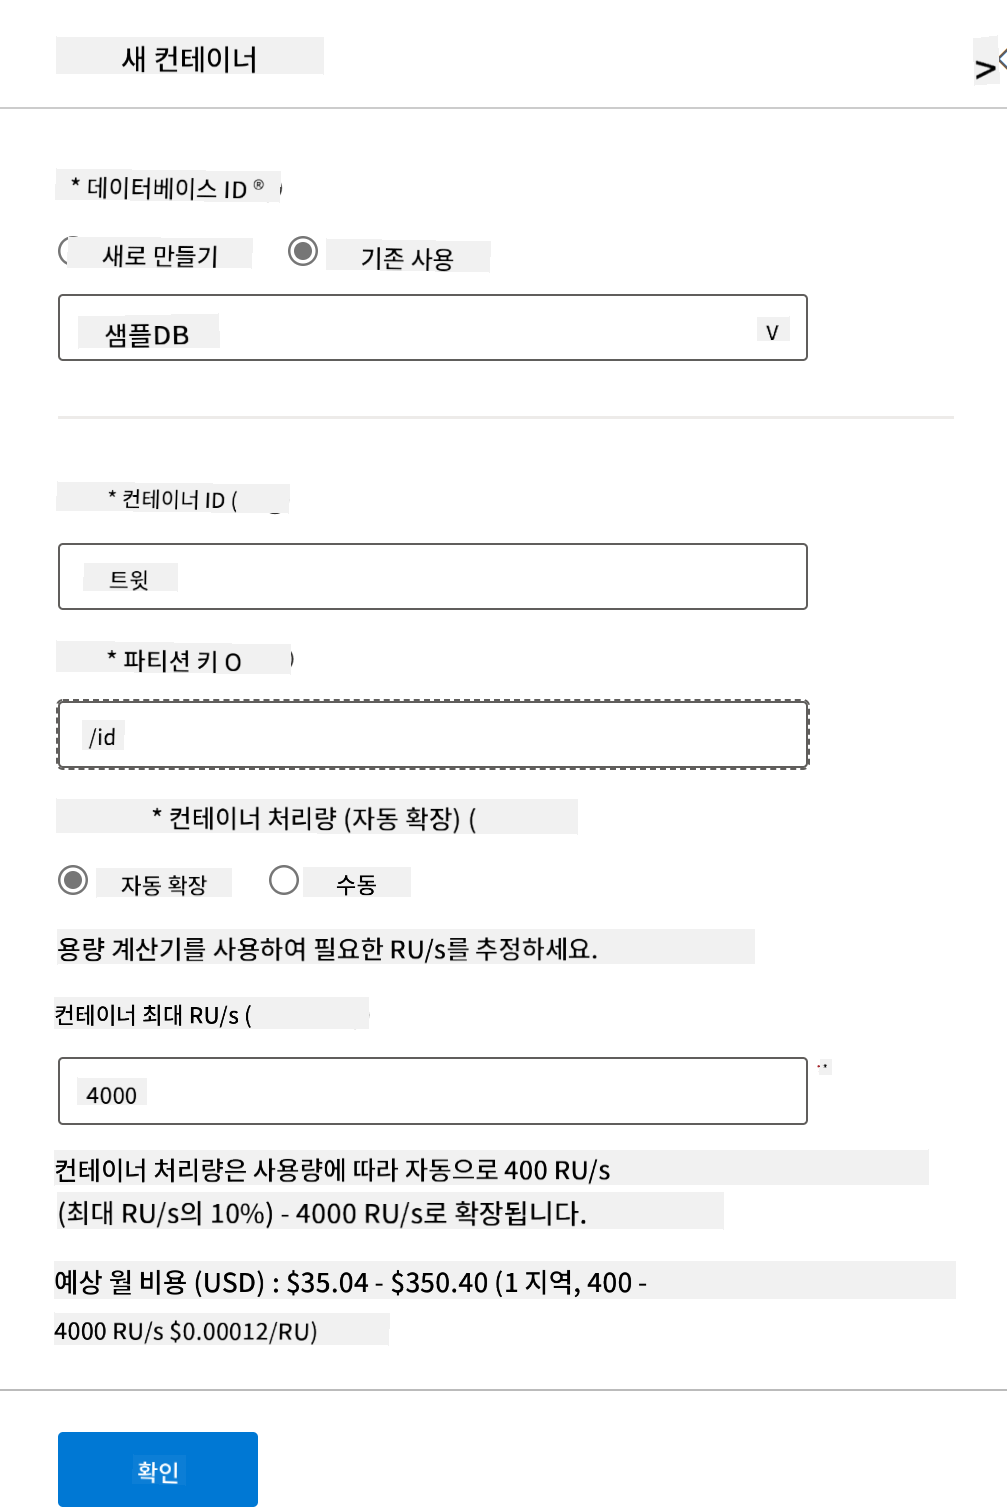 새 컨테이너
>
* 데이터베이스 ID ®
새로 만들기 기존 사용
샘플DB V
* 컨테이너 ID (
트윗
* 파티션 키 O
/id
* 컨테이너 처리량 (자동 확장) (
자동 확장 수동
용량 계산기를 사용하여 필요한 RU/s를 추정하세요.
컨테이너 최대 RU/s (
4000
컨테이너 처리량은 사용량에 따라 자동으로 400 RU/s
(최대 RU/s의 10%) - 4000 RU/s로 확장됩니다.
예상 월 비용 (USD) : $35.04 - $350.40 (1 지역, 400 -
4000 RU/s $0.00012/RU)
확인